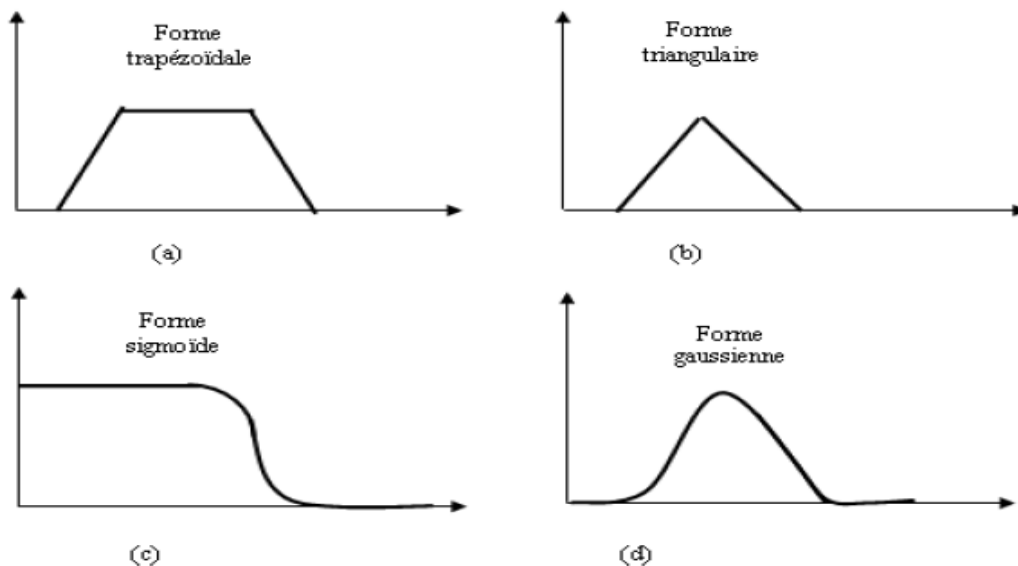 Forme
trapézoïdale
Forme
triangulaire
(a)
(b)
Forme
sigmoïde
Forme
gaussienne
(c)
(d)